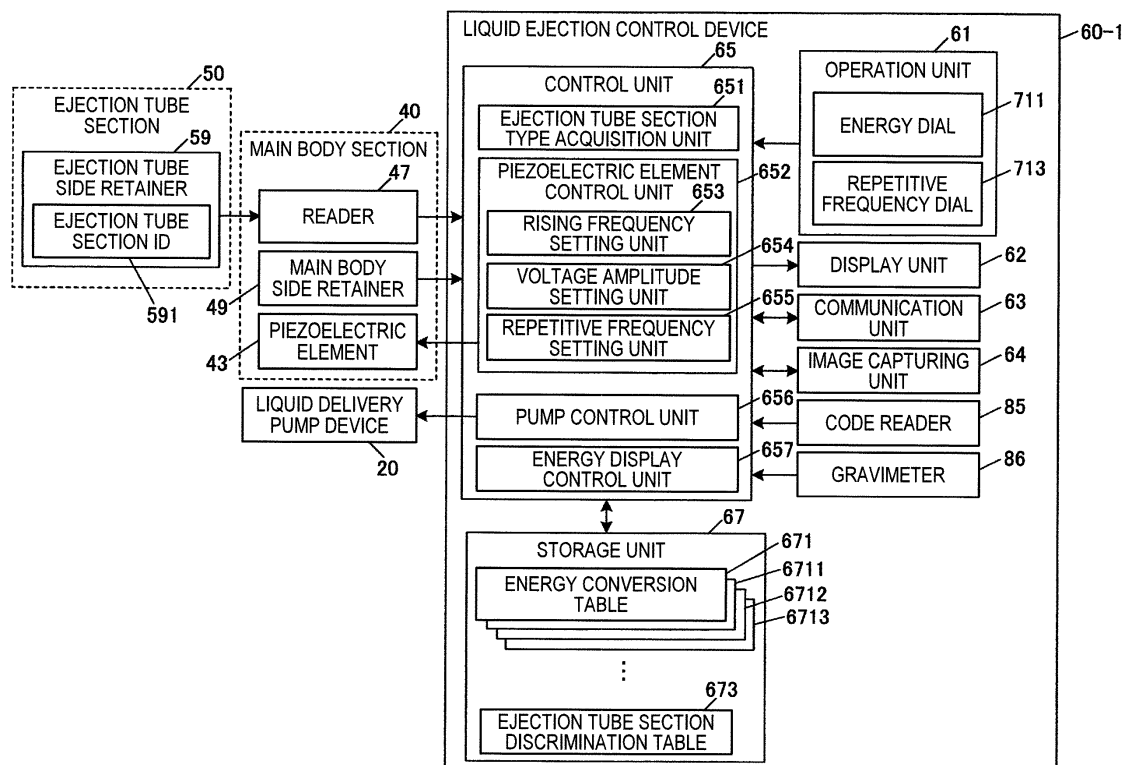 LIQUID EJECTION CONTROL DEVICE
60-1
50
EJECTION TUBE
SECTION
59
EJECTION TUBE
SIDE RETAINER
EJECTION TUBE
SECTION ID
591
40
MAIN BODY SECTION
47
READER
MAIN BODY
SIDE RETAINER
49
PIEZOELECTRIC
ELEMENT
43
LIQUID DELIVERY
PUMP DEVICE
20
65
CONTROL UNIT
651
EJECTION TUBE SECTION
TYPE ACQUISITION UNIT
PIEZOELECTRIC ELEMENT
CONTROL UNIT
652
653
RISING FREQUENCY
SETTING UNIT
654
VOLTAGE AMPLITUDE
SETTING UNIT
655
REPETITIVE FREQUENCY
SETTING UNIT
656
PUMP CONTROL UNIT
657
ENERGY DISPLAY
CONTROL UNIT
61
OPERATION UNIT
711
ENERGY DIAL
713
REPETITIVE
FREQUENCY DIAL
DISPLAY UNIT
62
COMMUNICATION
UNIT
63
IMAGE CAPTURING
UNIT
64
CODE READER
85
GRAVIMETER
86
67
STORAGE UNIT
671
ENERGY CONVERSION
TABLE
6711
6712
6713
673
EJECTION TUBE SECTION
DISCRIMINATION TABLE